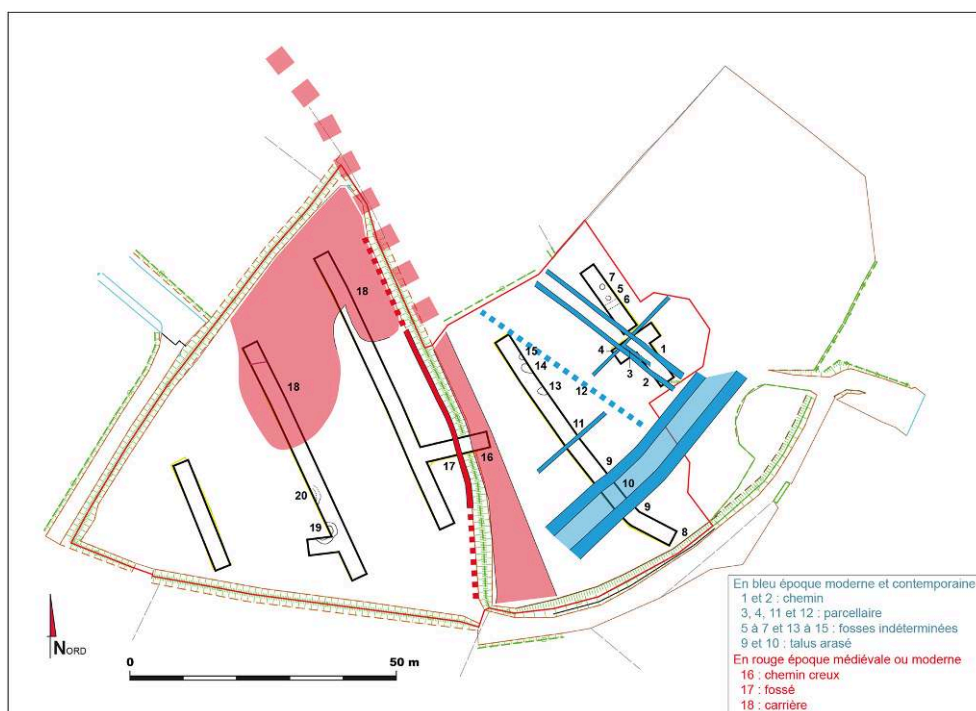 18
7
5
6
18
4
1
15
14
3
2
13
12
11
16
9
17
10
20
9
19
8
NORD
0
50 m
En bleu époque moderne et contemporaine
1 et 2 : chemin
3, 4, 11 et 12 : parcellaire
5 à 7 et 13 à 15 : fosses indéterminées
9 et 10 : talus arasé
En rouge époque médiévale ou moderne
16 : chemin creux
17 : fossé
18 : carrière